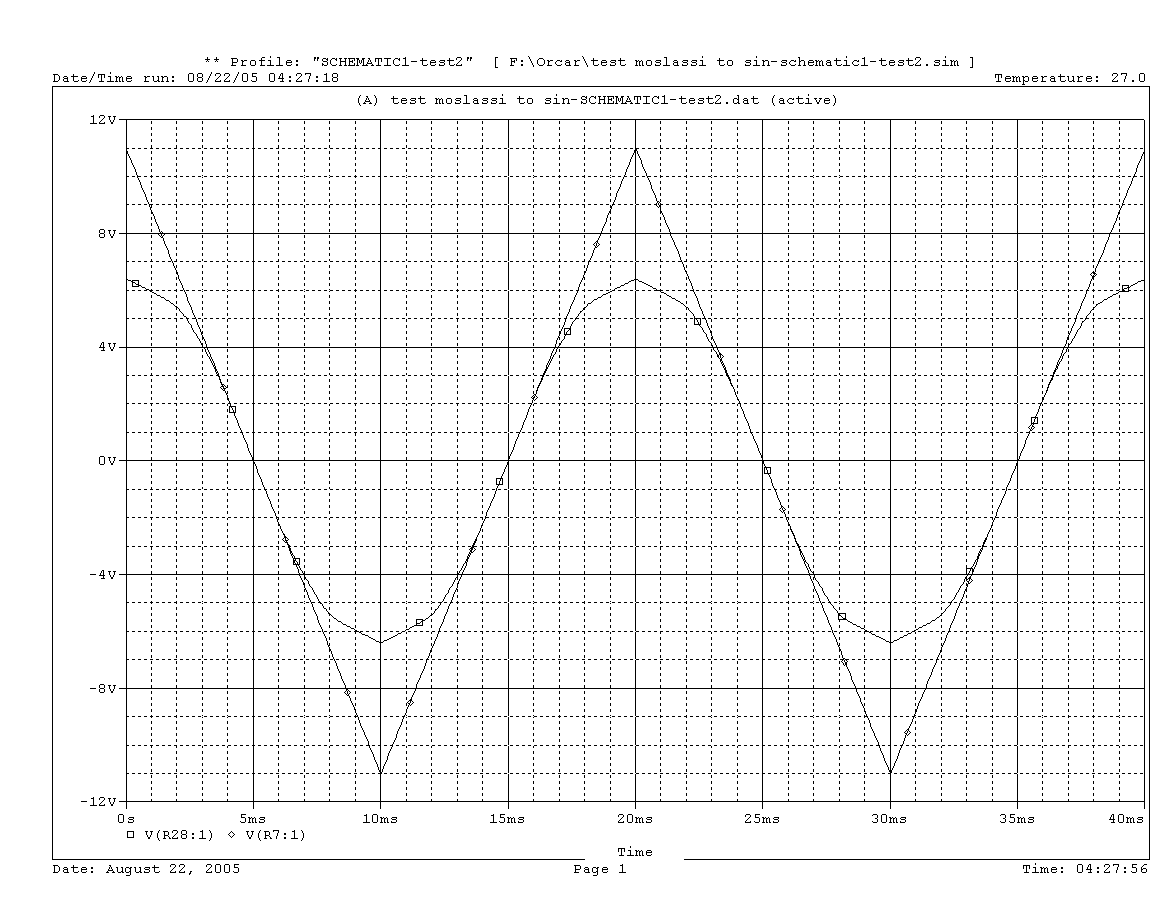 ** Profile: "SCHEMATIC1-test2"  [ F:\Orcar\test moslassi to sin-schematic1-test2.sim ]
Date/Time run: 08/22/05 04:27:18 Temperature: 27.0
(A) test moslassi to sin-SCHEMATIC1-test2.dat (active)
12V
8V
4V
0V
-4V
-8V
-12V
0s 5ms 10ms 15ms 20ms 25ms 30ms 35ms 40ms
V(R28:1) V(R7:1)
Time
Date: August 22, 2005 Page 1 Time: 04:27:56